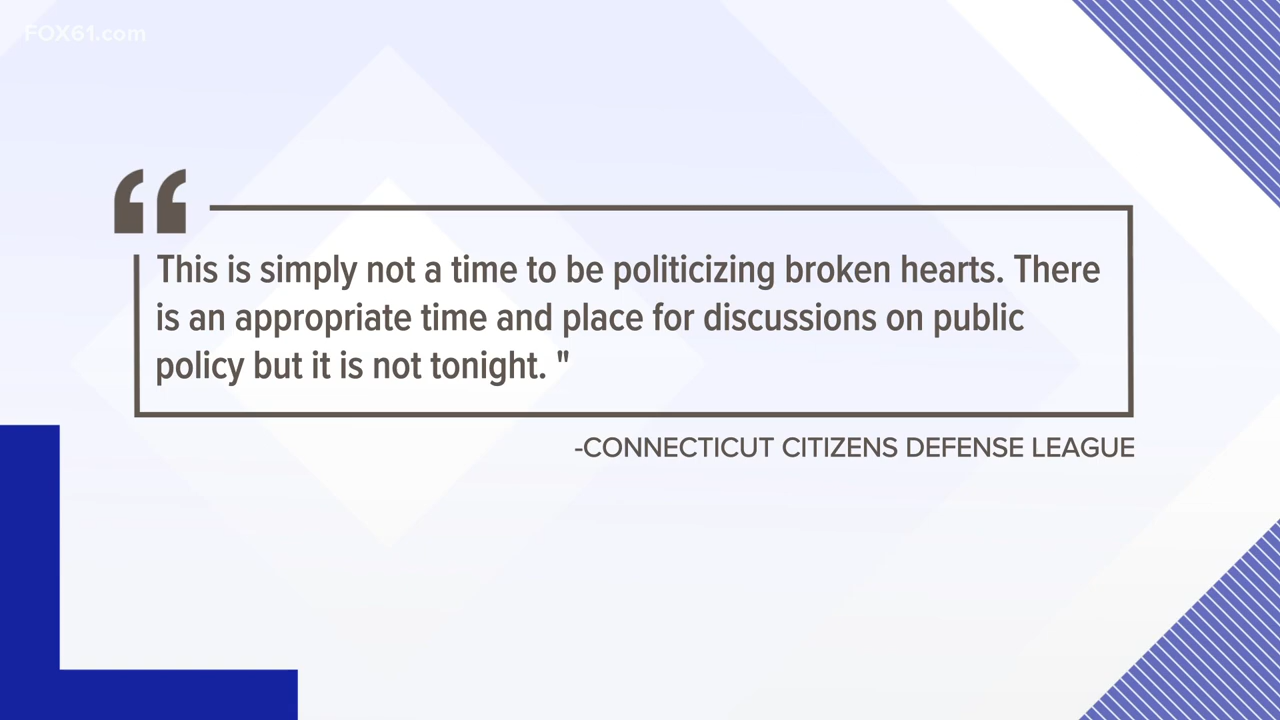 FOX61.com
“
This is simply not a time to be politicizing broken hearts. There
is an appropriate time and place for discussions on public
policy but it is not tonight. "
-CONNECTICUT CITIZENS DEFENSE LEAGUE